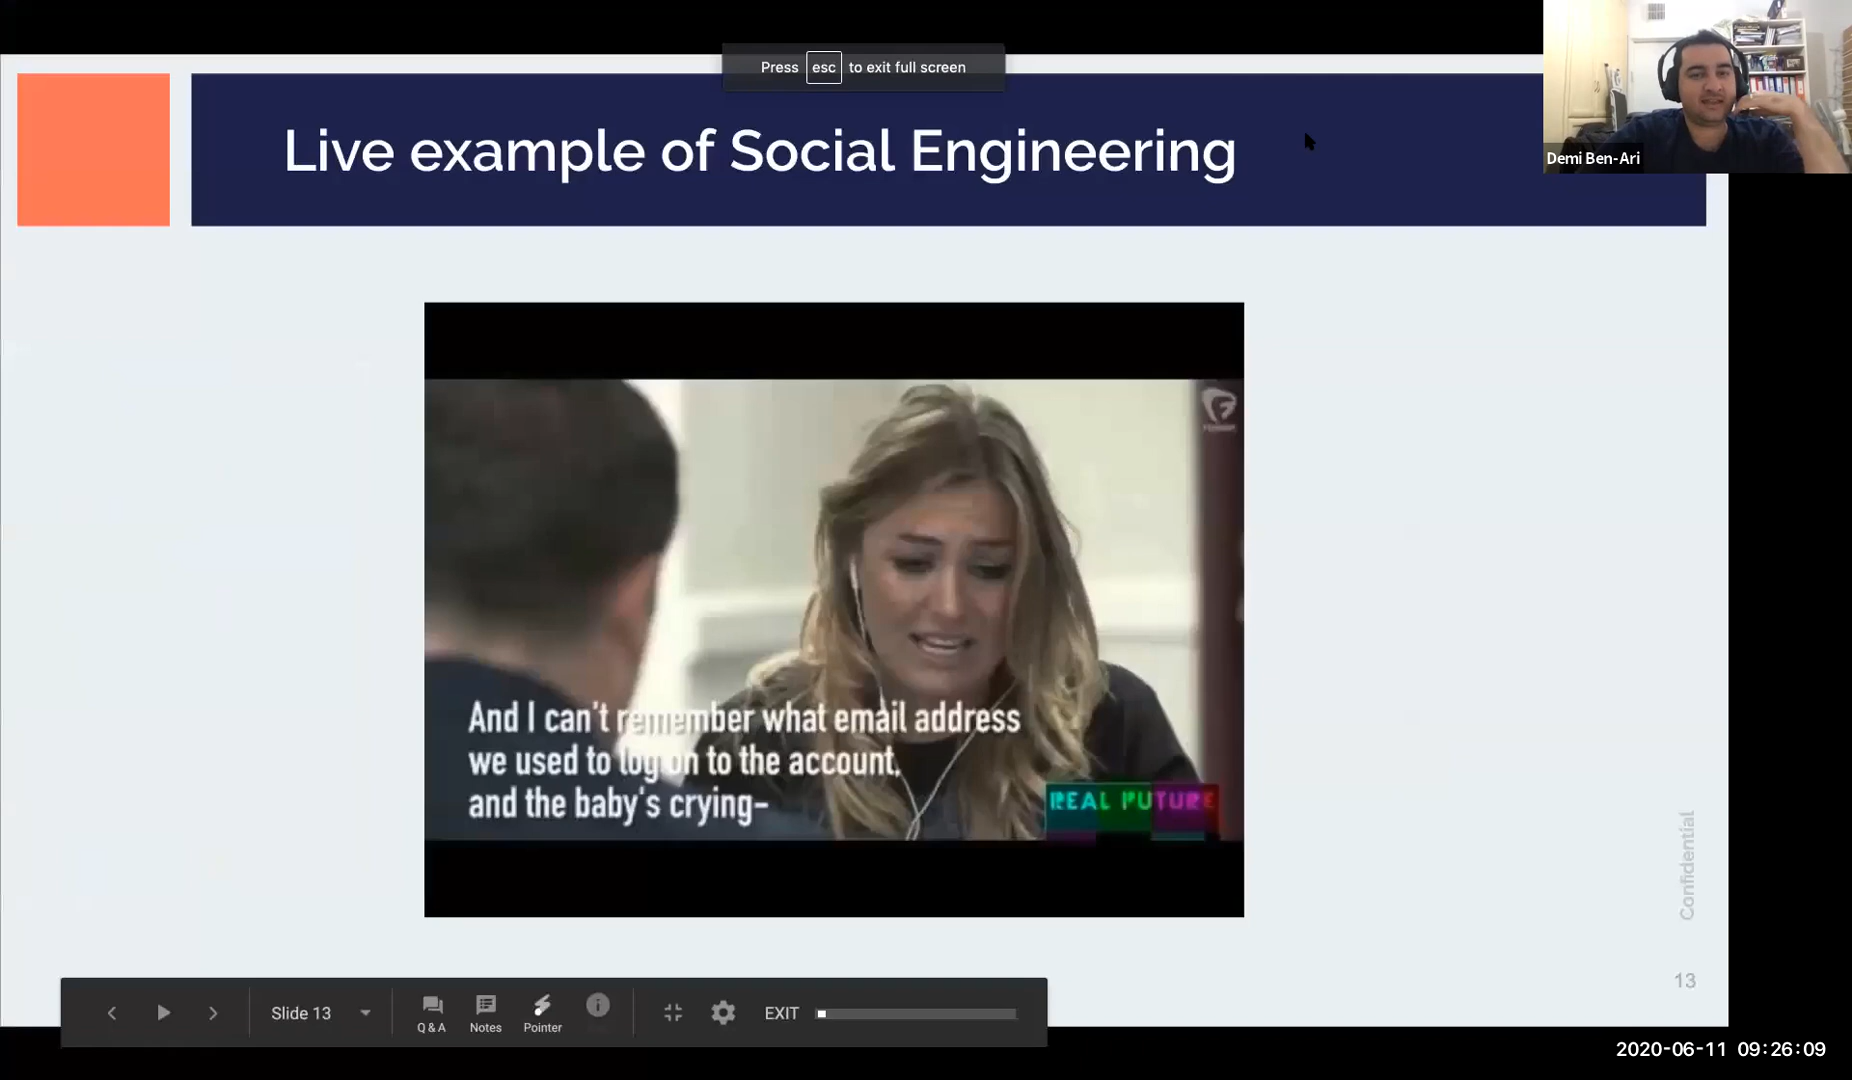 Press esc to exit full screen
Live example of Social Engineering
Demi Ben-Ari
And I can't remember what email address
we used to log on to the account,
and the baby's crying–
REAL FUTURE
Confidential
13
Slide 13
Q & A
Notes
Pointer
EXIT
2020-06-11 09:26:09